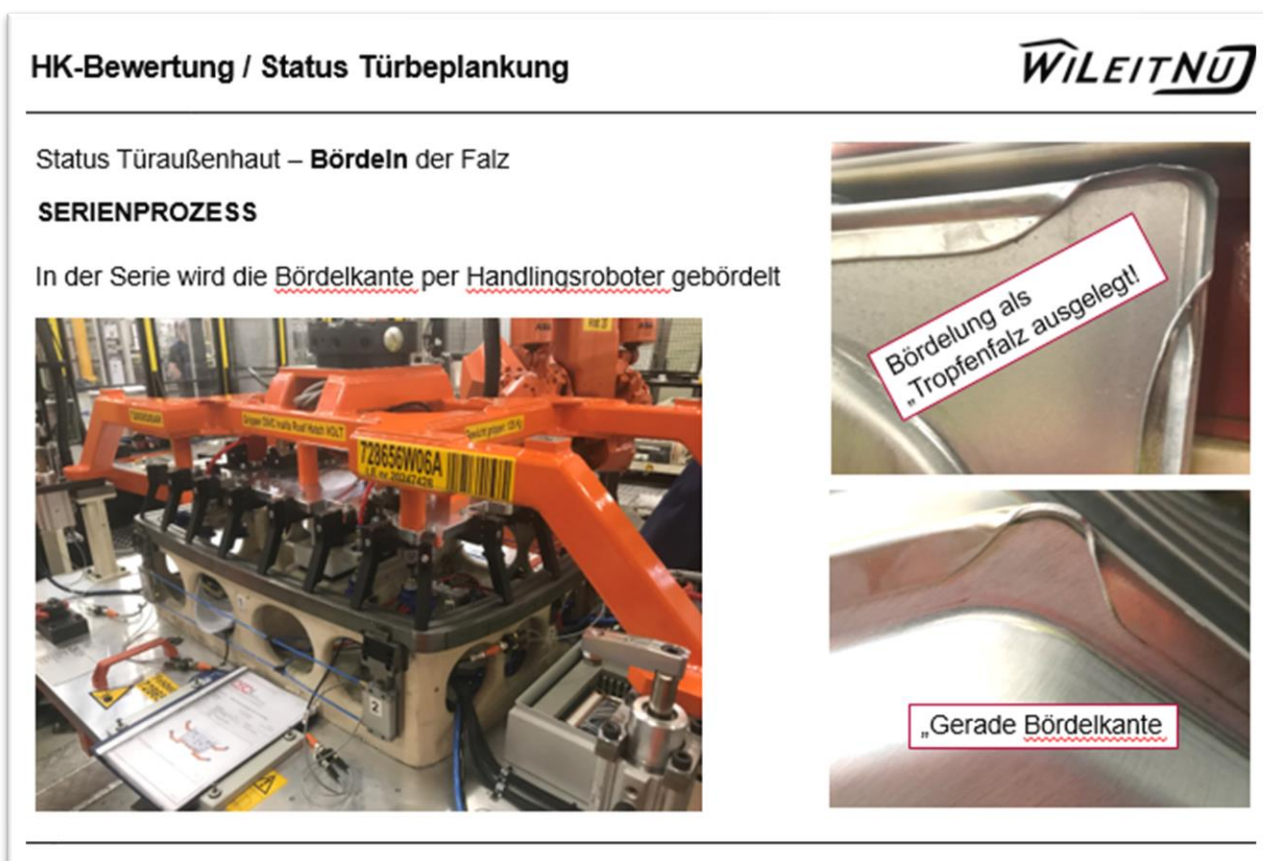 HK-Bewertung / Status Türbeplankung
WILEITNU
Status Türaußenhaut – Bördeln der Falz
SERIENPROZESS
In der Serie wird die Bördelkante per Handlingsroboter gebördelt
Bördelung als
„Tropfenfalz ausgelegt!
728656W06A
2
„Gerade Bördelkante